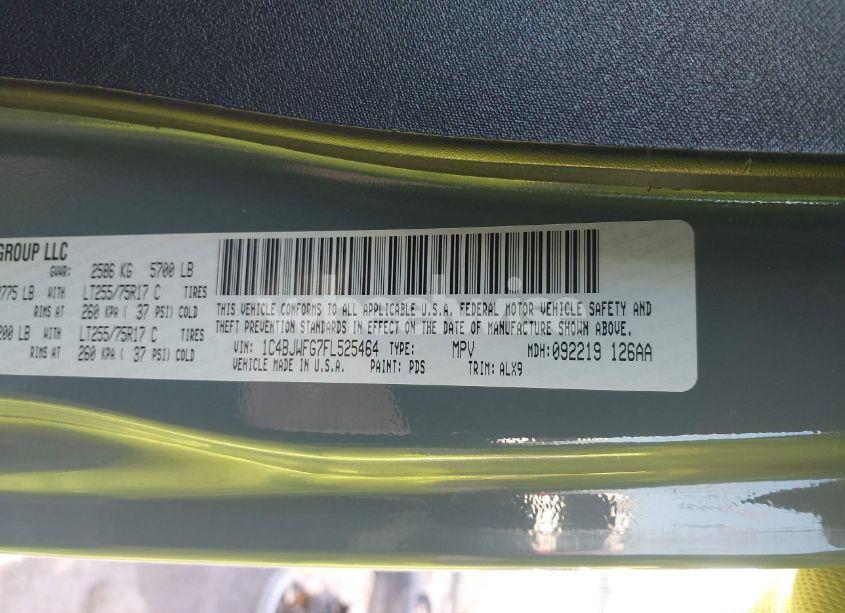 GROUP LLC
GVWR: 2586 KG 5700 LB
775 LB WITH LT255/75R17 C TIRES
RIMS AT 260 KPA ( 37 PSI) COLD
200 LB WITH LT255/75R17 C TIRES
RIMS AT 260 KPA ( 37 PSI) COLD
THIS VEHICLE CONFORMS TO ALL APPLICABLE U.S.A. FEDERAL MOTOR VEHICLE SAFETY AND
THEFT PREVENTION STANDARDS IN EFFECT ON THE DATE OF MANUFACTURE SHOWN ABOVE.
VIN: 1C4BJWFG7FL525464 TYPE: MPV MDH:092219 126AA
VEHICLE MADE IN U.S.A. PAINT: PDS TRIM: ALX9